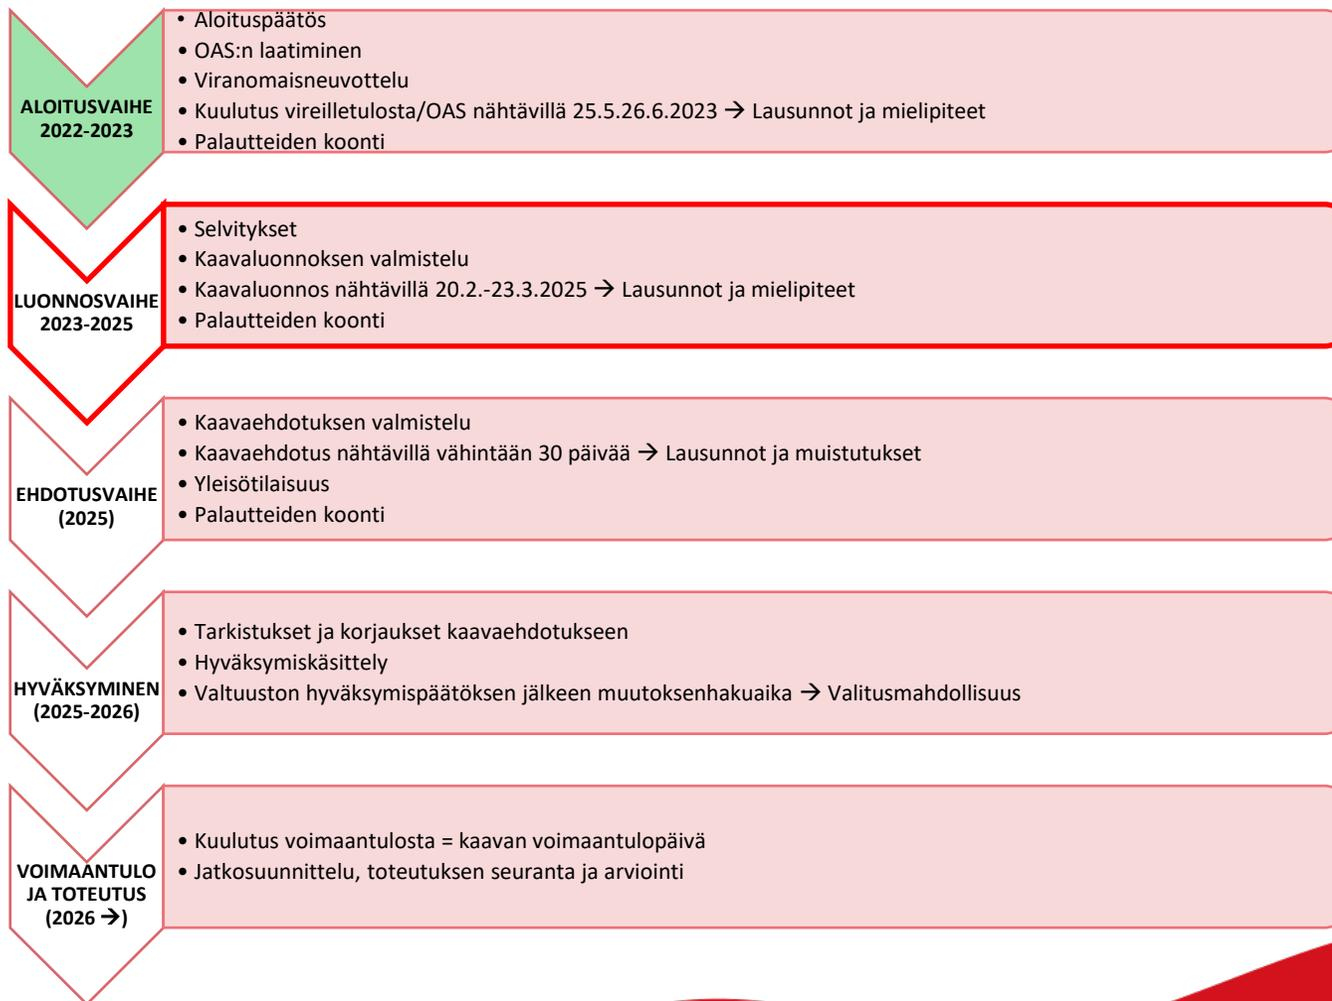 ALOITUSVAIHE
2022-2023
• Aloituspäätös
• OAS:n laatiminen
• Viranomaisneuvottelu
• Kuulutus vireilletulosta/OAS nähtävillä 25.5.26.6.2023 → Lausunnot ja mielipiteet
• Palautteiden koonti
LUONNOSVAIHE
2023-2025
• Selvitykset
• Kaavaluonnoksen valmistelu
• Kaavaluonnos nähtävillä 20.2.-23.3.2025 → Lausunnot ja mielipiteet
• Palautteiden koonti
EHDOTUSVAIHE
(2025)
• Kaavaehdotuksen valmistelu
• Kaavaehdotus nähtävillä vähintään 30 päivää → Lausunnot ja muistutukset
• Yleisötilaisuus
• Palautteiden koonti
HYVÄKSYMINEN
(2025-2026)
• Tarkistukset ja korjaukset kaavaehdotukseen
• Hyväksymiskäsittely
• Valtuuston hyväksymispäätöksen jälkeen muutoksenhakuaika → Valitusmahdollisuus
VOIMAANTULO
JA TOTEUTUS
(2026 →)
• Kuulutus voimaantulosta = kaavan voimaantulopäivä
• Jatkosuunnittelu, toteutuksen seuranta ja arviointi